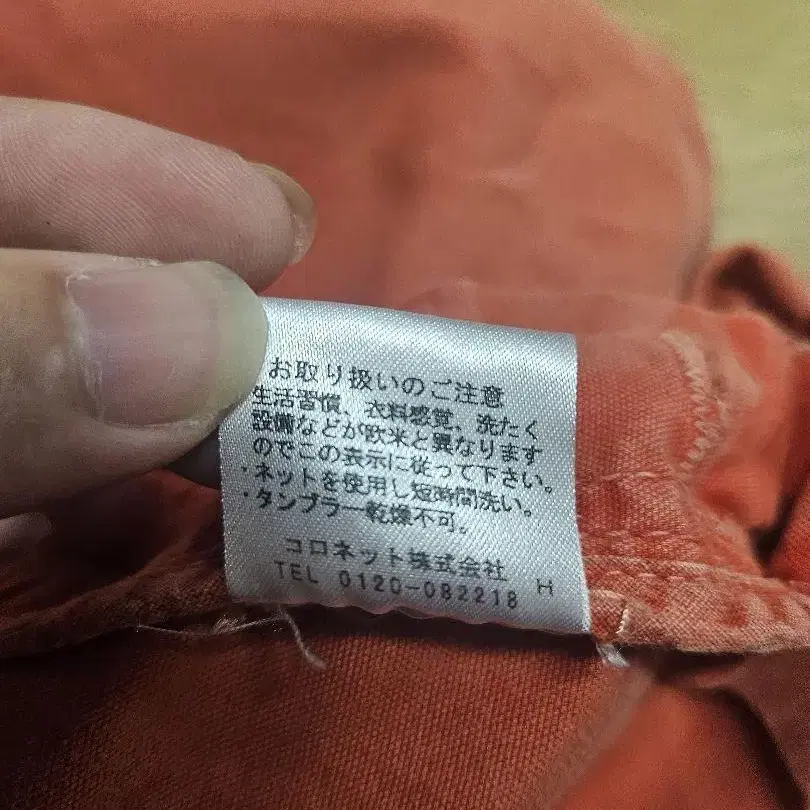 お取り扱いのご注意
生活習慣、衣料感覚、洗たく
設備などが欧米と異なります
のでこの表示に従って下さい。
・ネットを使用し短時間洗い。
・タンブラー乾燥不可。
コロネット株式会社 H
TEL 0120-082218